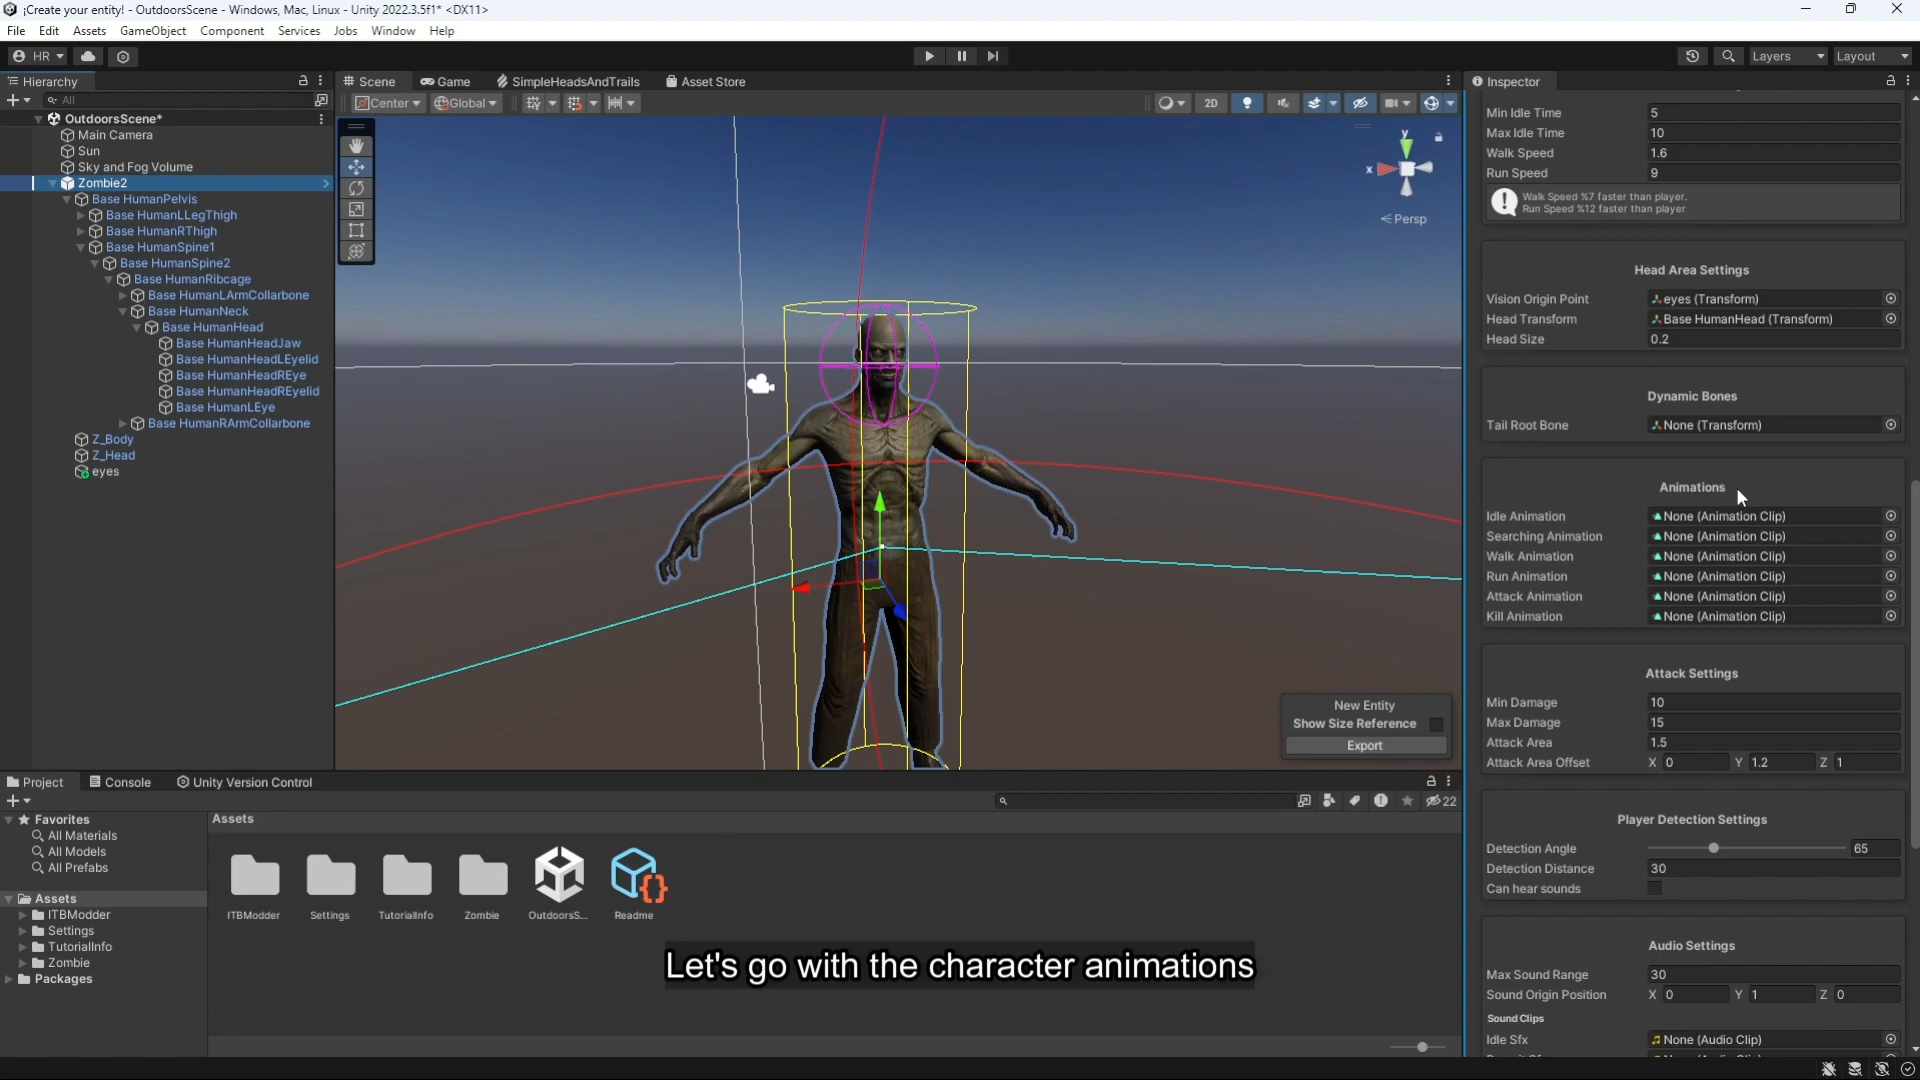 ¡Create your entity! - OutdoorsScene - Windows, Mac, Linux - Unity 2022.3.5f1* <DX11>
File Edit Assets GameObject Component Services Jobs Window Help
HR
Layers Layout
Hierarchy
All
OutdoorsScene*
Main Camera
Sun
Sky and Fog Volume
Zombie2
Base HumanPelvis
Base HumanLLegThigh
Base HumanRThigh
Base HumanSpine1
Base HumanSpine2
Base HumanRibcage
Base HumanLArmCollarbone
Base HumanNeck
Base HumanHead
Base HumanHeadJaw
Base HumanHeadLEyelid
Base HumanHeadREye
Base HumanHeadREyelid
Base HumanLEye
Base HumanRArmCollarbone
Z_Body
Z_Head
eyes
Scene Game SimpleHeadsAndTrails Asset Store
Center Global
2D
y
x
Persp
New Entity
Show Size Reference
Export
Inspector
Min Idle Time 5
Max Idle Time 10
Walk Speed 1.6
Run Speed 9
Walk Speed %7 faster than player.
Run Speed %12 faster than player
Head Area Settings
Vision Origin Point eyes (Transform)
Head Transform Base HumanHead (Transform)
Head Size 0.2
Dynamic Bones
Tail Root Bone None (Transform)
Animations
Idle Animation None (Animation Clip)
Searching Animation None (Animation Clip)
Walk Animation None (Animation Clip)
Run Animation None (Animation Clip)
Attack Animation None (Animation Clip)
Kill Animation None (Animation Clip)
Attack Settings
Min Damage 10
Max Damage 15
Attack Area 1.5
Attack Area Offset X 0 Y 1.2 Z 1
Player Detection Settings
Detection Angle 65
Detection Distance 30
Can hear sounds
Audio Settings
Max Sound Range 30
Sound Origin Position X 0 Y 1 Z 0
Sound Clips
Idle Sfx None (Audio Clip)
Project Console Unity Version Control
22
Favorites
All Materials
All Models
All Prefabs
Assets
ITBModder
Settings
TutorialInfo
Zombie
Packages
Assets
ITBModder Settings TutorialInfo Zombie OutdoorsS... Readme
Let's go with the character animations